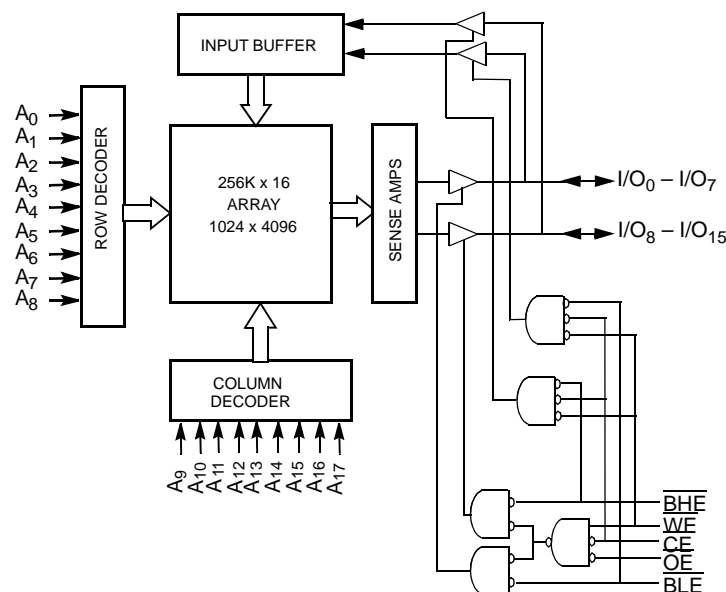 INPUT BUFFER
A0
A1
A2
A3
A4
A5
A6
A7
A8
ROW DECODER
256K x 16
ARRAY
1024 x 4096
SENSE AMPS
I/O0 – I/O7
I/O8 – I/O15
COLUMN
DECODER
A9
A10
A11
A12
A13
A14
A15
A16
A17
BHE
WE
CE
OE
BLE